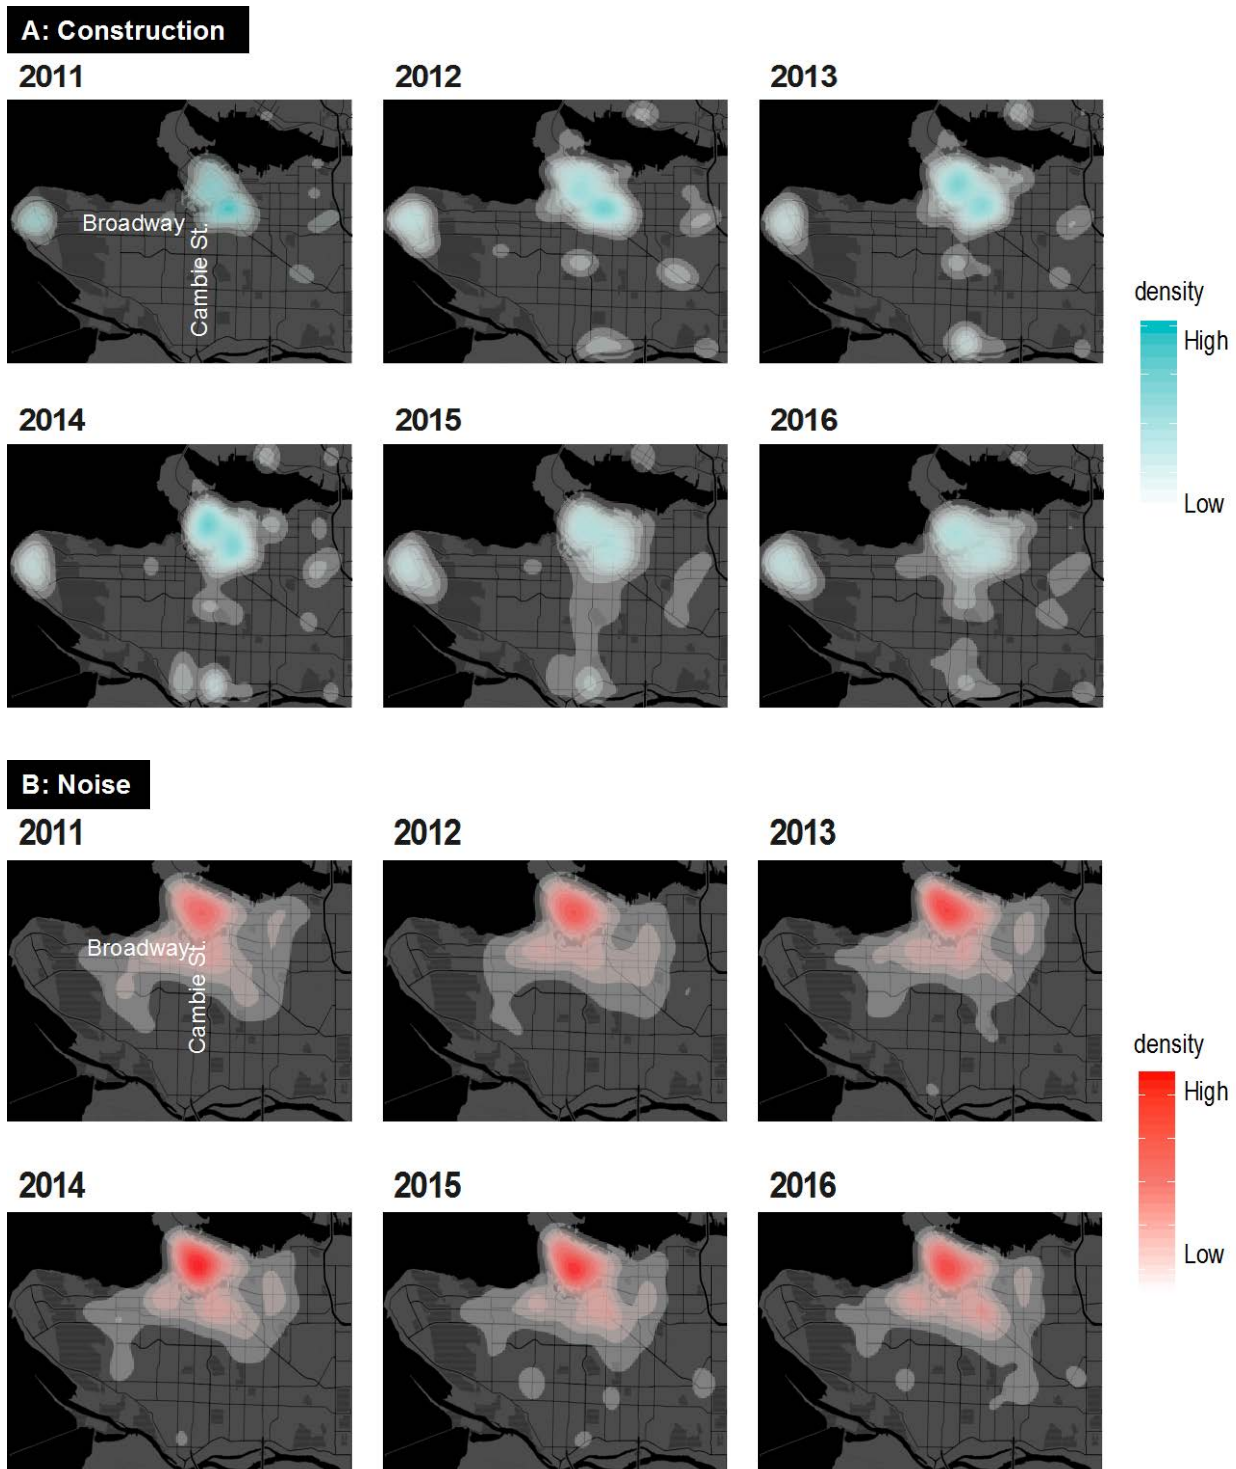 A: Construction
2011
2012
2013
Broadway
Cambie St.
density
High
Low
2014
2015
2016
B: Noise
2011
2012
2013
Broadway
Cambie St.
density
High
Low
2014
2015
2016